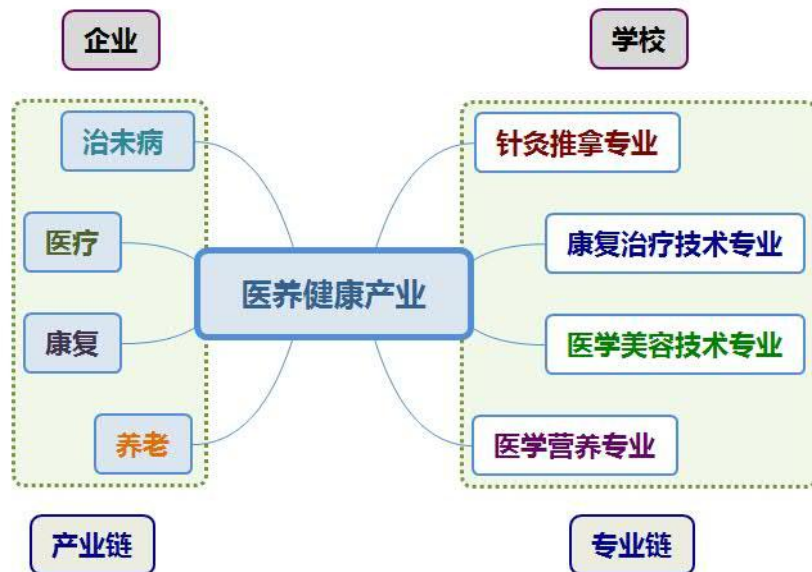 企业
学校
治未病
医疗
康复
养老
医养健康产业
针灸推拿专业
康复治疗技术专业
医学美容技术专业
医学营养专业
产业链
专业链